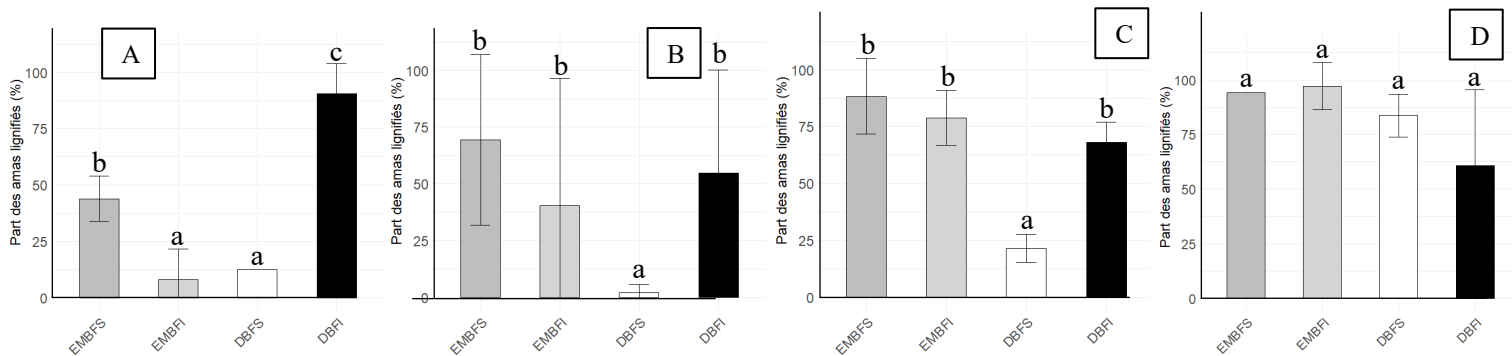 A
Part des amas lignifiés (%)
100
75
50
25
0
b
a
a
c
EMBFS
EMBFI
DBFS
DBFI
B
Part des amas lignifiés (%)
100
75
50
25
0
b
b
a
b
EMBFS
EMBFI
DBFS
DBFI
C
Part des amas lignifiés (%)
100
75
50
25
0
b
b
a
b
EMBFS
EMBFI
DBFS
DBFI
D
Part des amas lignifiés (%)
100
75
50
25
0
a
a
a
a
EMBFS
EMBFI
DBFS
DBFI